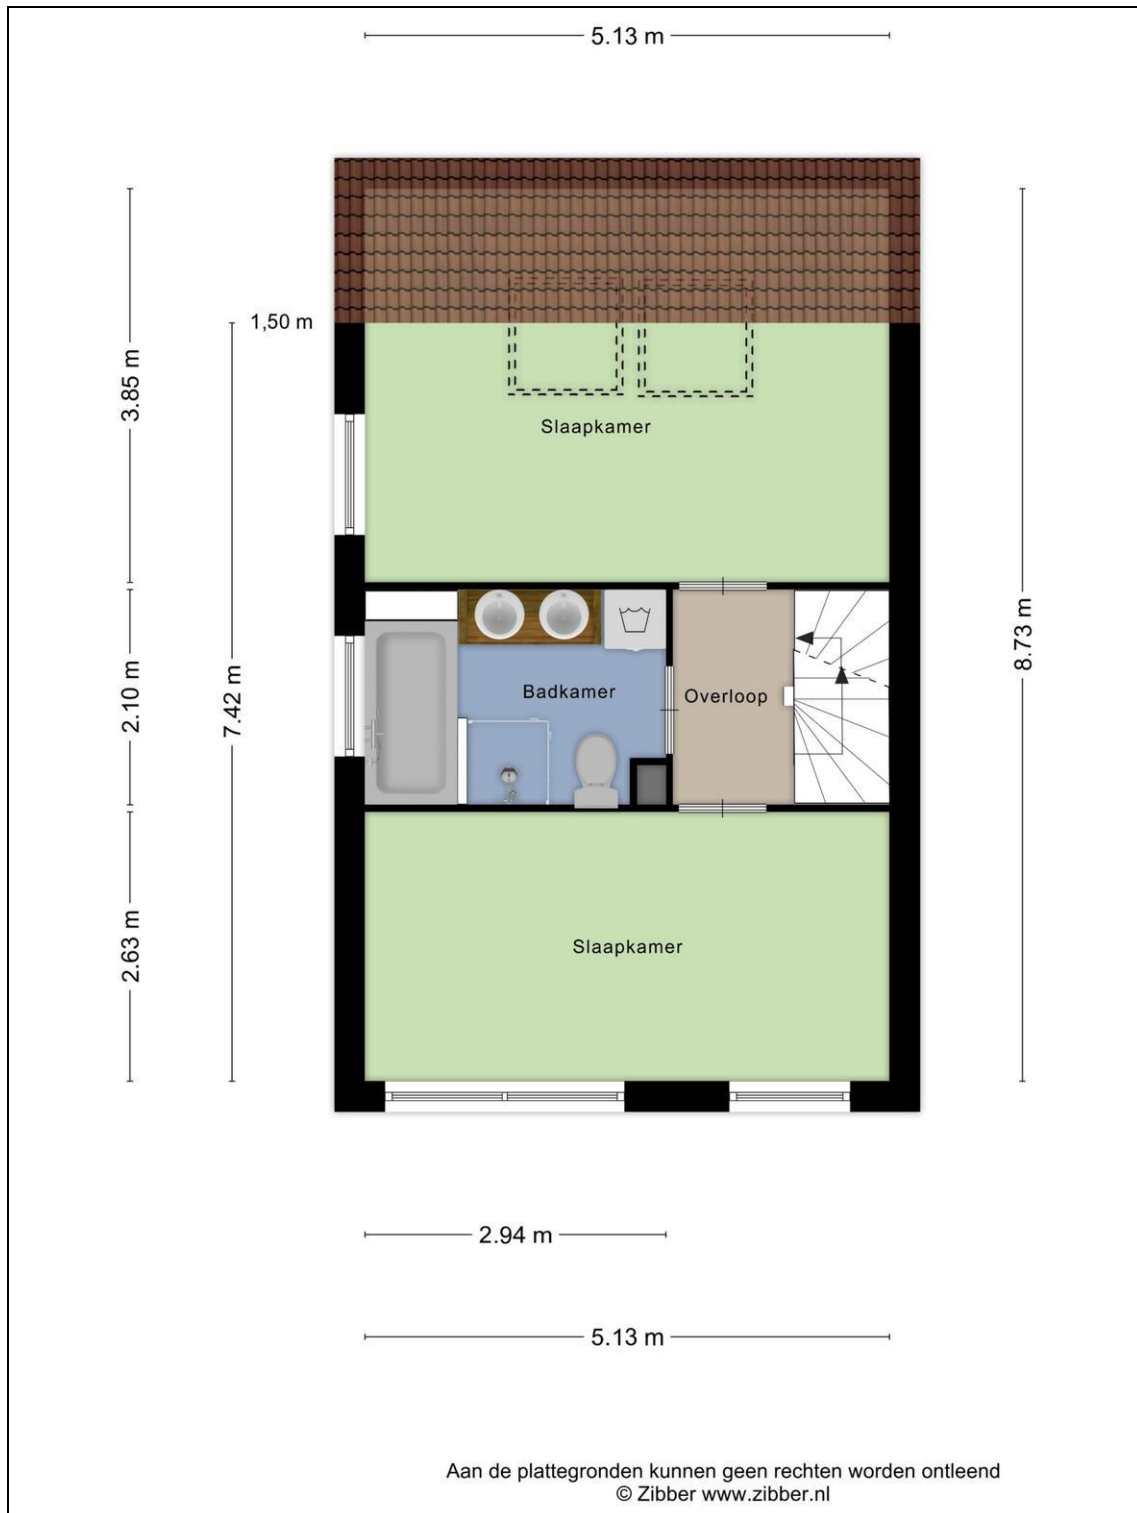 5.13 m
1,50 m
3.85 m
Slaapkamer
8.73 m
2.10 m
7.42 m
Badkamer
Overloop
2.63 m
Slaapkamer
2.94 m
5.13 m
Aan de plattegronden kunnen geen rechten worden ontleend
© Zibber www.zibber.nl